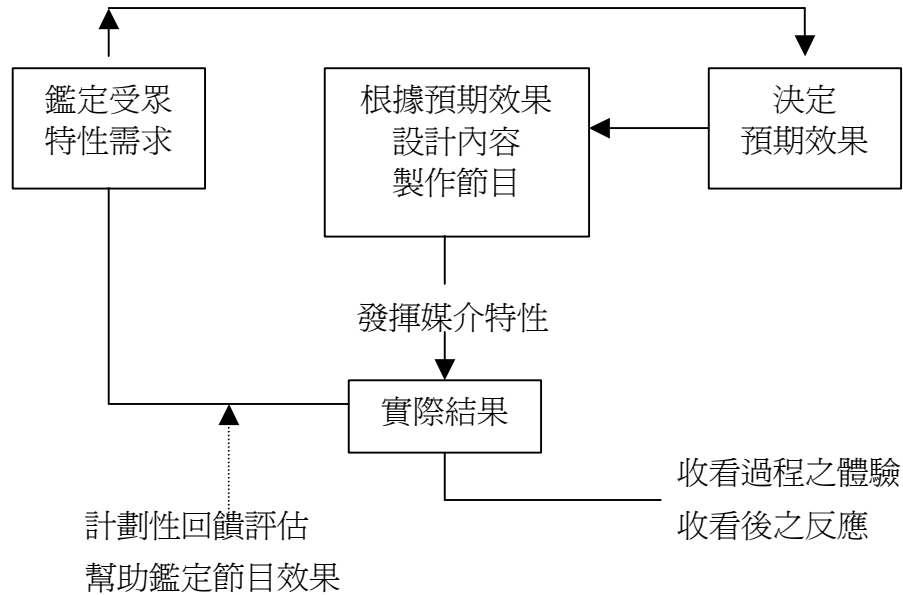 鑑定受眾
特性需求
根據預期效果
設計內容
製作節目
決定
預期效果
發揮媒介特性
實際結果
收看過程之體驗
收看後之反應
計劃性回饋評估
幫助鑑定節目效果